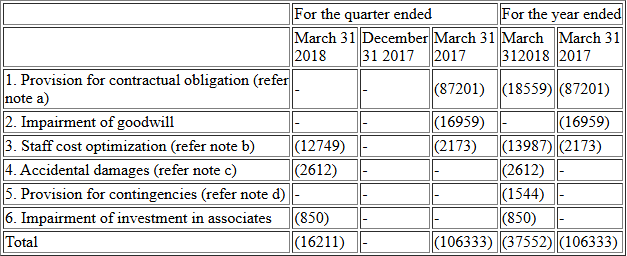 For the quarter ended For the year ended
March 31 2018 December 31 2017 March 31 2017 March 312018 March 31 2017
1. Provision for contractual obligation (refer note a) - - (87201) (18559) (87201)
2. Impairment of goodwill - - (16959) - (16959)
3. Staff cost optimization (refer note b) (12749) - (2173) (13987) (2173)
4. Accidental damages (refer note c) (2612) - - (2612) -
5. Provision for contingencies (refer note d) - - - (1544) -
6. Impairment of investment in associates (850) - - (850) -
Total (16211) - (106333) (37552) (106333)